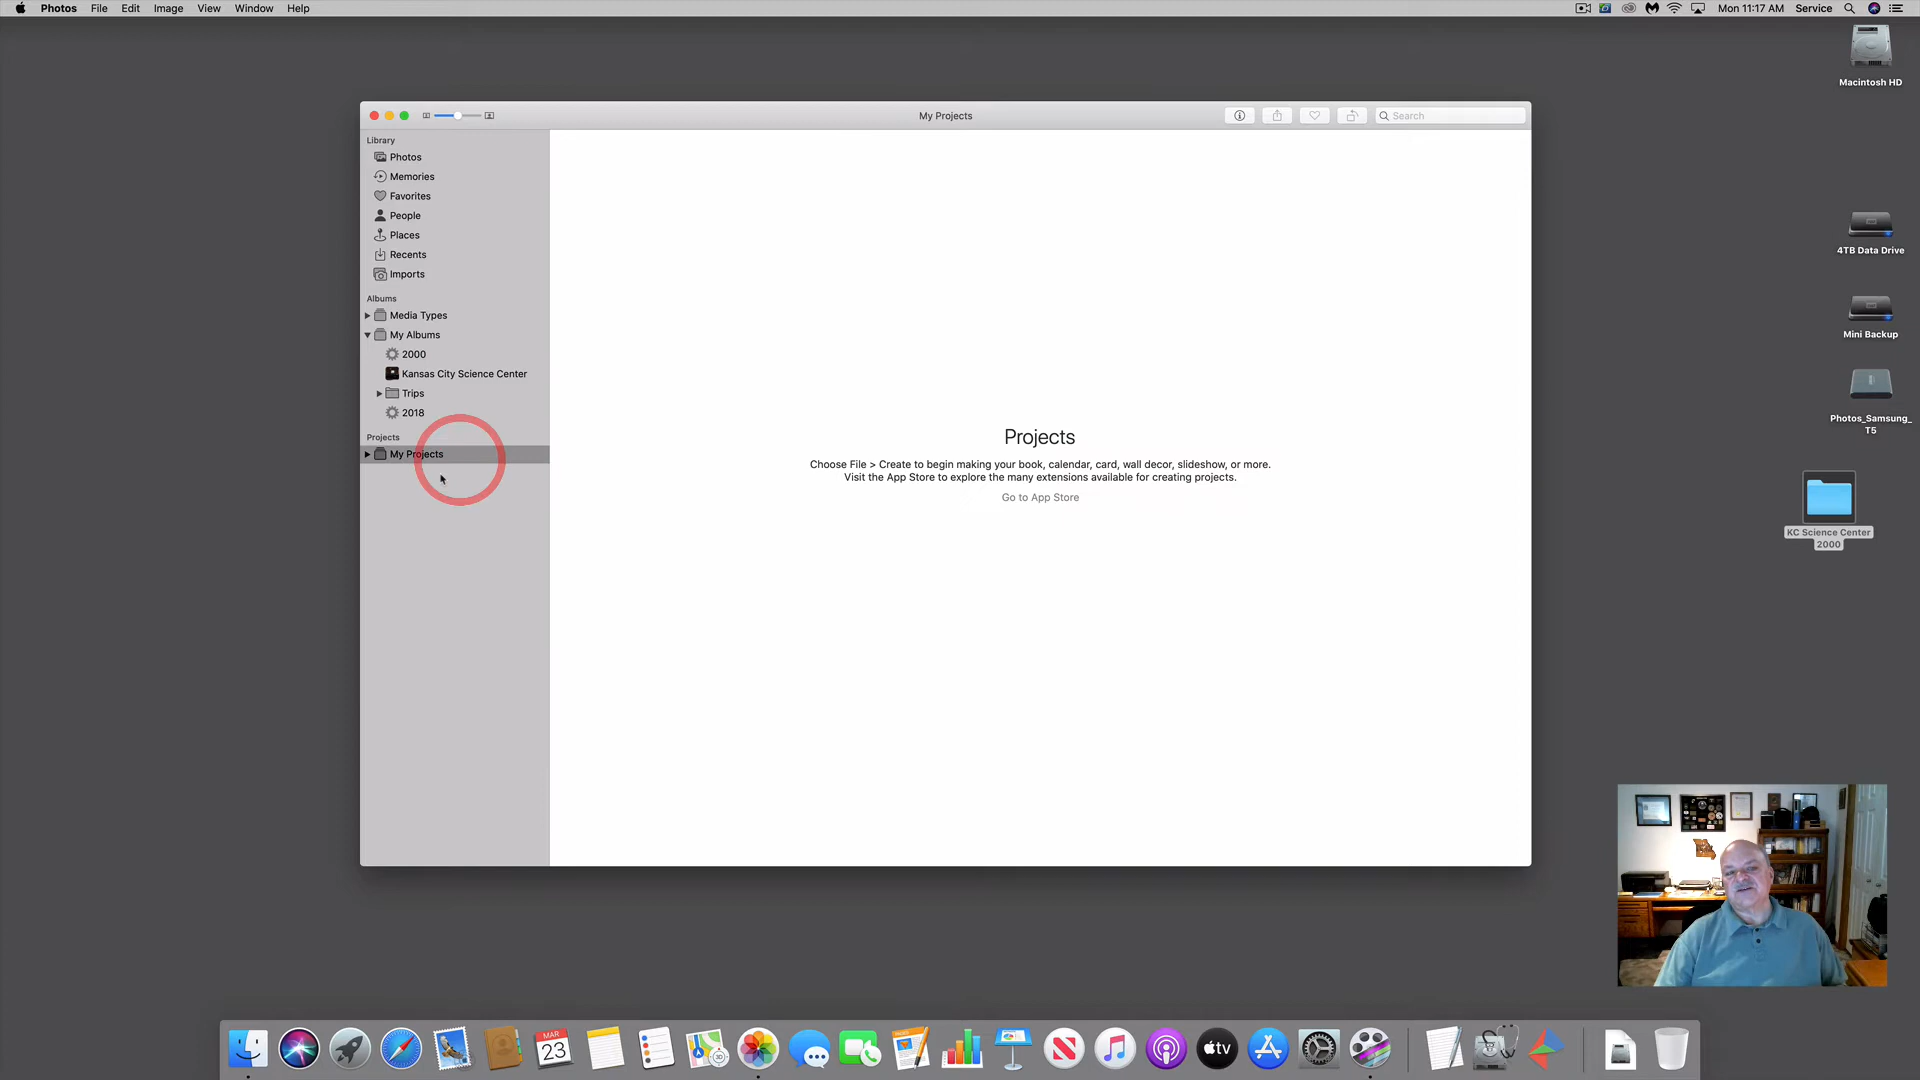 Photos File Edit Image View Window Help
Mon 11:17 AM Service
My Projects
Search
Library
Photos
Memories
Favorites
People
Places
Recents
Imports
Albums
Media Types
My Albums
2000
Kansas City Science Center
Trips
2018
Projects
My Projects
Projects
Choose File > Create to begin making your book, calendar, card, wall decor, slideshow, or more.
Visit the App Store to explore the many extensions available for creating projects.
Go to App Store
Macintosh HD
4TB Data Drive
Mini Backup
Photos_Samsung_
T5
KC Science Center
2000
MAR
23
3D
PAGES
tv